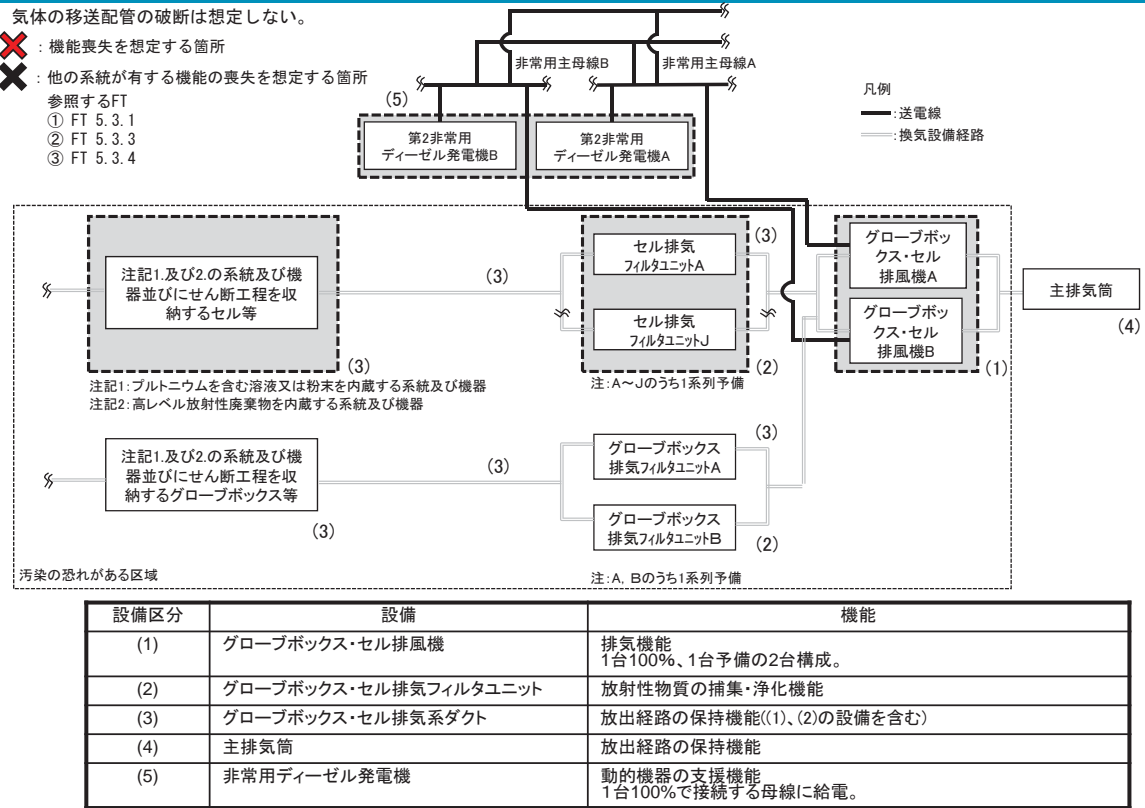 気体の移送配管の破断は想定しない。
：機能喪失を想定する箇所
：他の系統が有する機能の喪失を想定する箇所
参照するFT
① FT 5.3.1
② FT 5.3.3
③ FT 5.3.4
非常用主母線B
非常用主母線A
凡例
：送電線
：換気設備経路
(5)
第2非常用
ディーゼル発電機B
第2非常用
ディーゼル発電機A
注記1.及び2.の系統及び機
器並びにせん断工程を収
納するセル等
(3)
(3)
セル排気
フィルタユニットA
(3)
セル排気
フィルタユニットJ
(2)
注：A～Jのうち1系列予備
グローブボッ
クス・セル
排風機A
グローブボッ
クス・セル
排風機B
(1)
主排気筒
(4)
注記1：プルトニウムを含む溶液又は粉末を内蔵する系統及び機器
注記2：高レベル放射性廃棄物を内蔵する系統及び機器
注記1.及び2.の系統及び機
器並びにせん断工程を収
納するグローブボックス等
(3)
(3)
グローブボックス
排気フィルタユニットA
(3)
グローブボックス
排気フィルタユニットB
(2)
注：A, Bのうち1系列予備
汚染の恐れがある区域
設備区分 設備 機能
(1) グローブボックス・セル排風機 排気機能
1台100%、1台予備の2台構成。
(2) グローブボックス・セル排気フィルタユニット 放射性物質の捕集・浄化機能
(3) グローブボックス・セル排気系ダクト 放出経路の保持機能((1)、(2)の設備を含む)
(4) 主排気筒 放出経路の保持機能
(5) 非常用ディーゼル発電機 動的機器の支援機能
1台100%で接続する母線に給電。